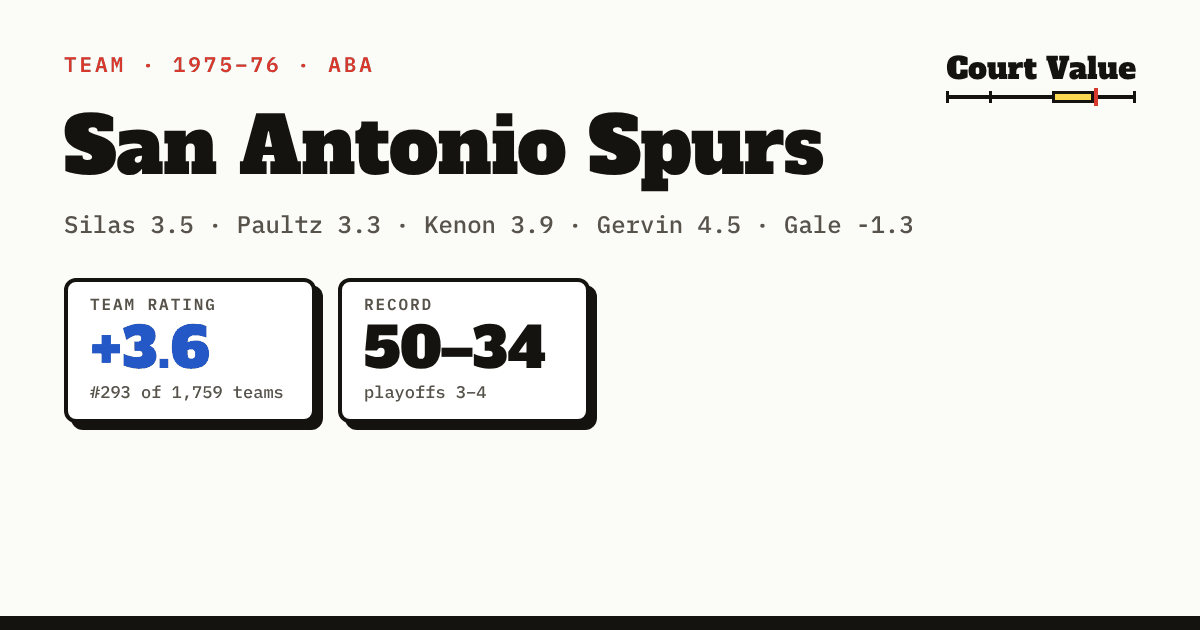 TEAM · 1975–76 · ABA
Court Value
San Antonio Spurs
Silas 3.5 · Paultz 3.3 · Kenon 3.9 · Gervin 4.5 · Gale -1.3
TEAM RATING
+3.6
#293 of 1,759 teams
RECORD
50–34
playoffs 3–4